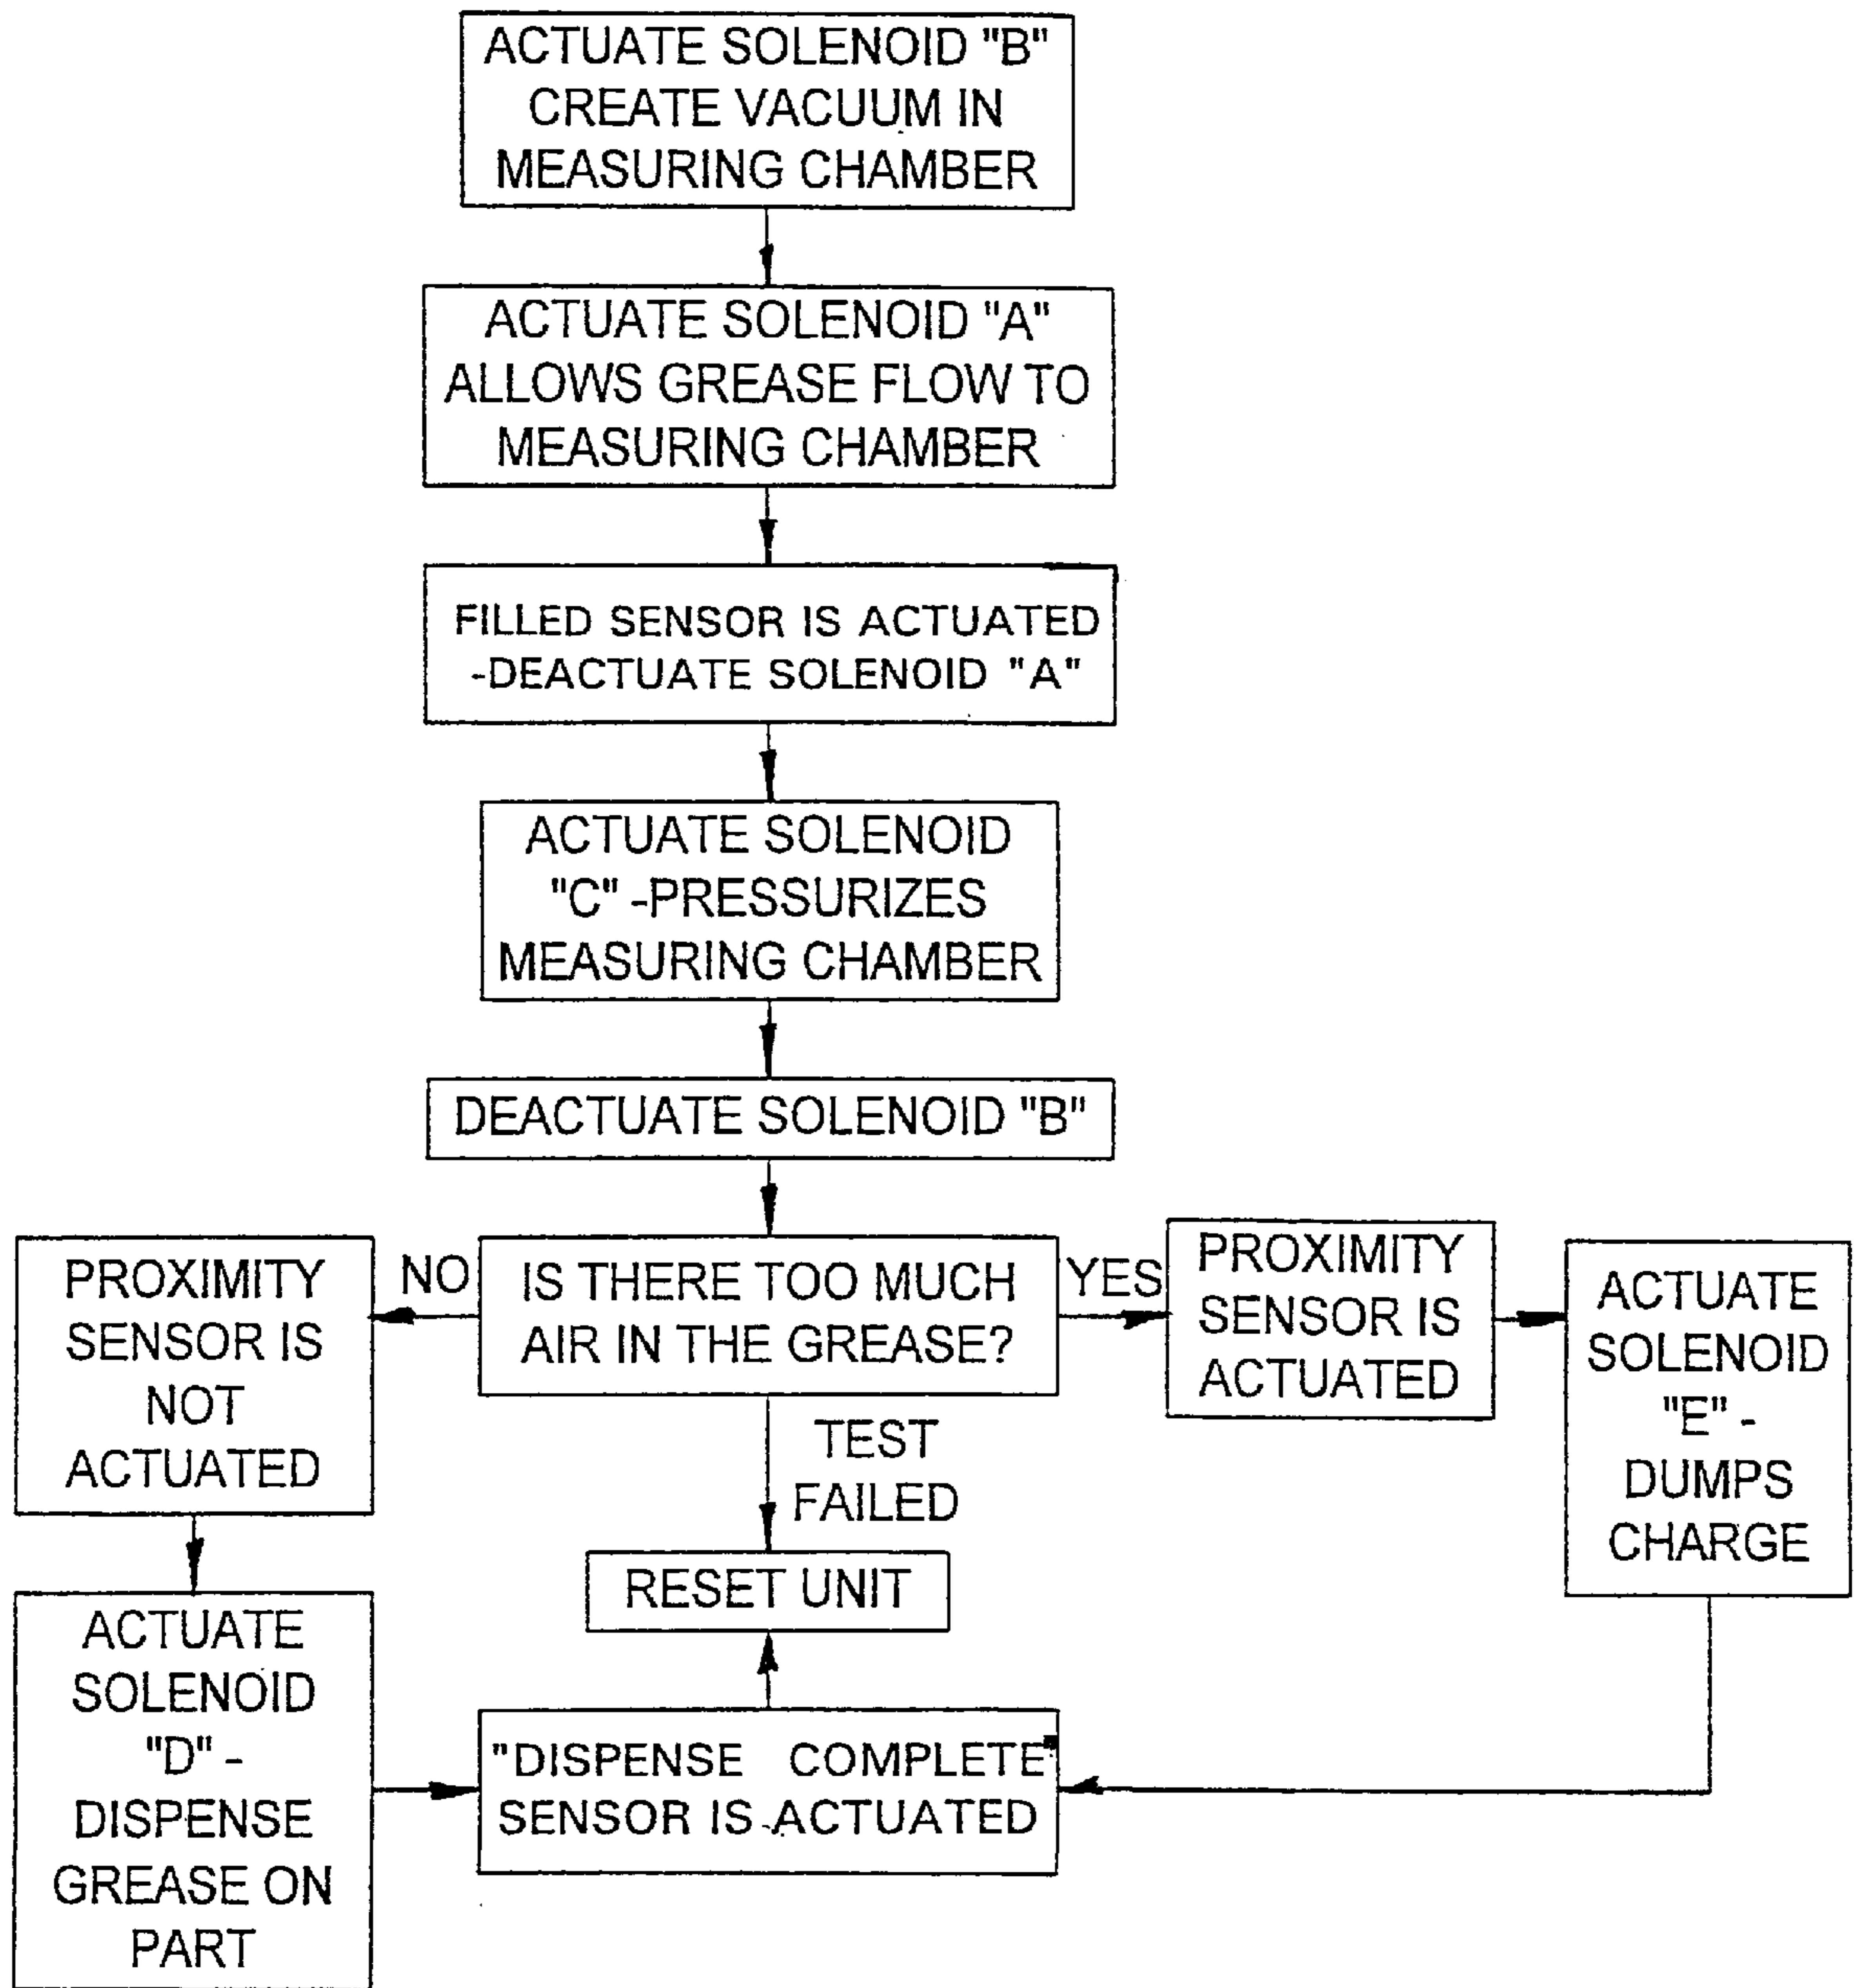 ACTUATE SOLENOID "B"
CREATE VACUUM IN
MEASURING CHAMBER
ACTUATE SOLENOID "A"
ALLOWS GREASE FLOW TO
MEASURING CHAMBER
FILLED SENSOR IS ACTUATED
-DEACTUATE SOLENOID "A"
ACTUATE SOLENOID
"C" -PRESSURIZES
MEASURING CHAMBER
DEACTUATE SOLENOID "B"
IS THERE TOO MUCH
AIR IN THE GREASE?
NO
PROXIMITY
SENSOR IS
NOT
ACTUATED
YES
PROXIMITY
SENSOR IS
ACTUATED
ACTUATE
SOLENOID
"E" -
DUMPS
CHARGE
TEST
FAILED
RESET UNIT
ACTUATE
SOLENOID
"D" -
DISPENSE
GREASE ON
PART
"DISPENSE COMPLETE"
SENSOR IS ACTUATED